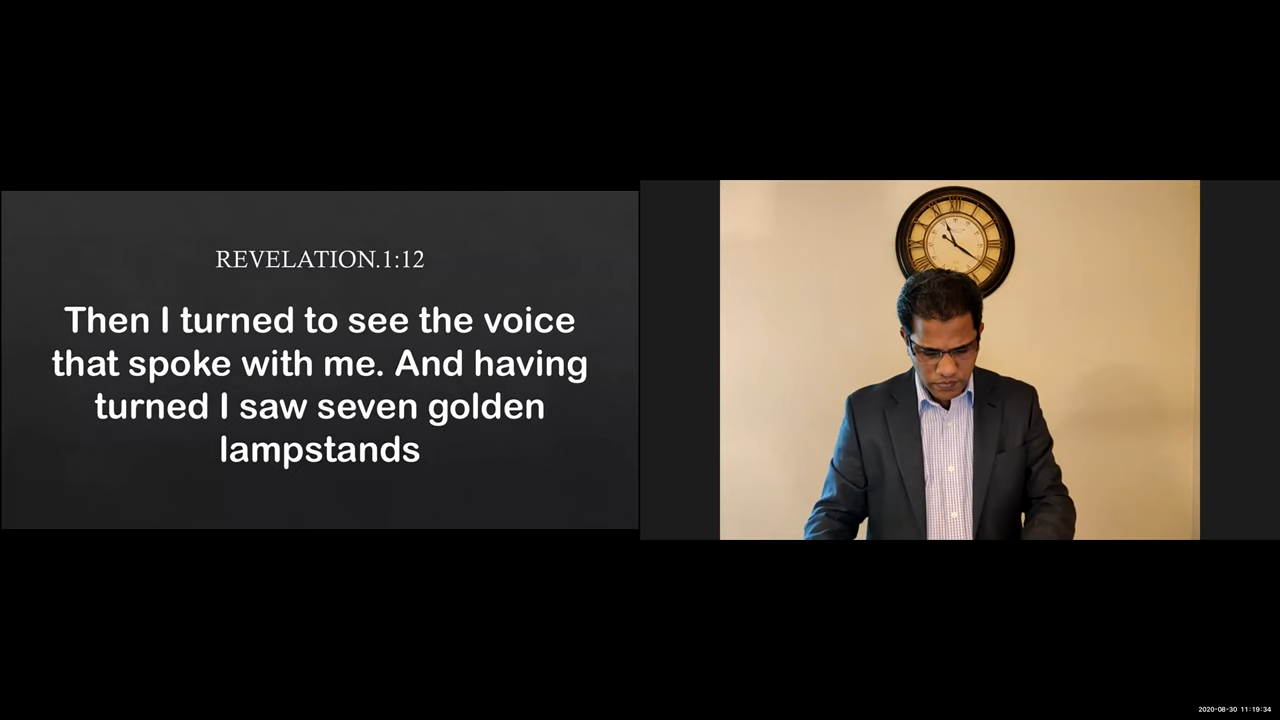 REVELATION.1:12
Then I turned to see the voice
that spoke with me. And having
turned I saw seven golden
lampstands
2020-08-30 11:19:34